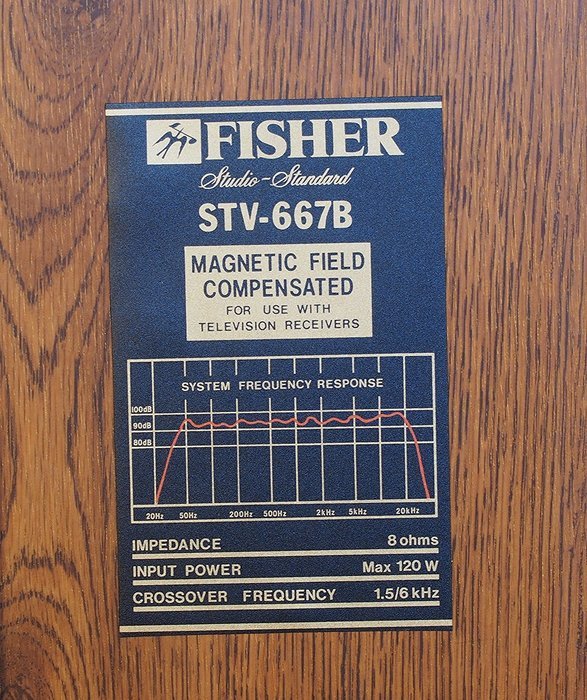 FISHER
Studio-Standard
STV-667B
MAGNETIC FIELD
COMPENSATED
FOR USE WITH
TELEVISION RECEIVERS
SYSTEM FREQUENCY RESPONSE
100dB
90dB
80dB
20Hz 50Hz 200Hz 500Hz 2kHz 5kHz 20kHz
IMPEDANCE 8 ohms
INPUT POWER Max 120 W
CROSSOVER FREQUENCY 1.5/6 kHz